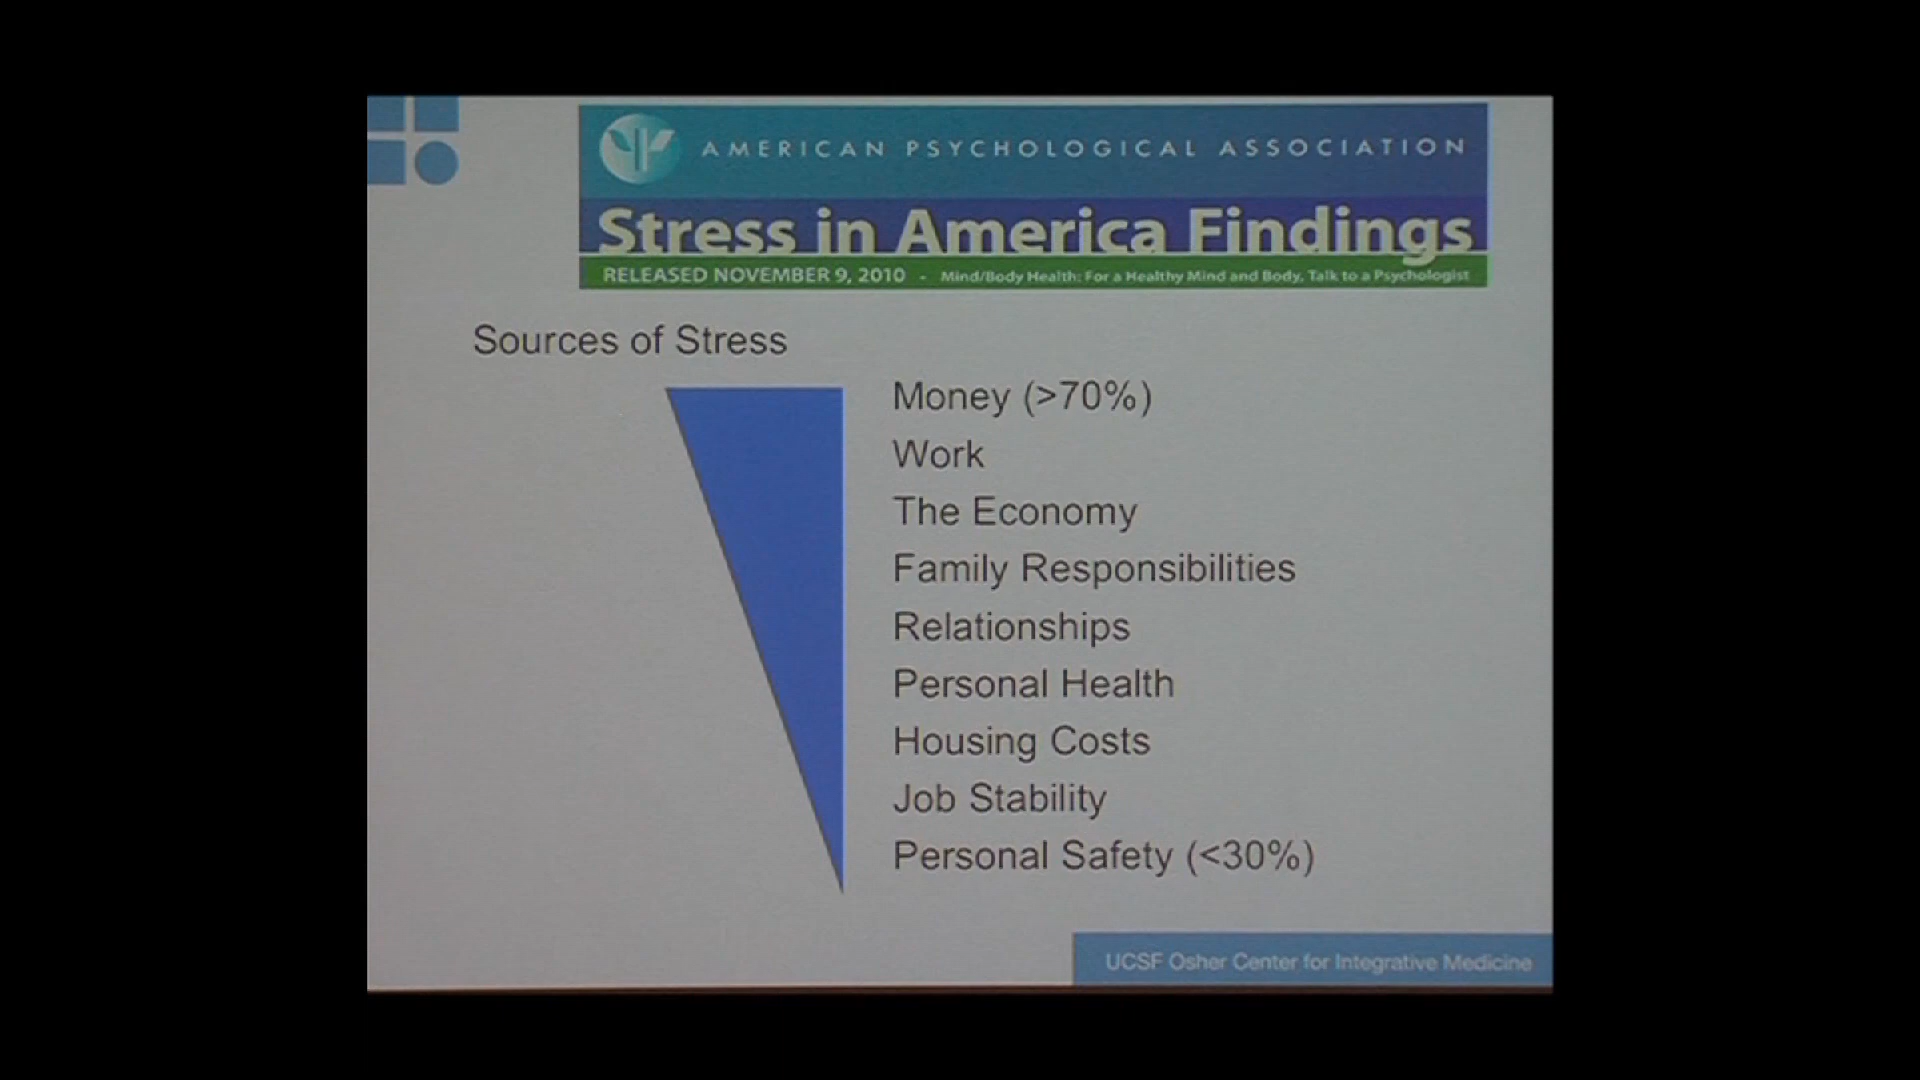 AMERICAN PSYCHOLOGICAL ASSOCIATION
Stress in America Findings
RELEASED NOVEMBER 9, 2010 - Mind/Body Health: For a Healthy Mind and Body, Talk to a Psychologist
Sources of Stress
Money (>70%)
Work
The Economy
Family Responsibilities
Relationships
Personal Health
Housing Costs
Job Stability
Personal Safety (<30%)
UCSF Osher Center for Integrative Medicine